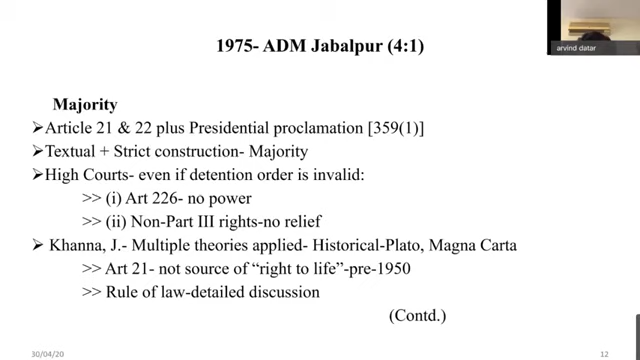 1975- ADM Jabalpur (4:1)
arvind datar
Majority
➢Article 21 & 22 plus Presidential proclamation [359(1)]
➢Textual + Strict construction- Majority
➢High Courts- even if detention order is invalid:
>> (i) Art 226- no power
>> (ii) Non-Part III rights-no relief
➢ Khanna, J.- Multiple theories applied- Historical-Plato, Magna Carta
>> Art 21- not source of “right to life”-pre-1950
>> Rule of law-detailed discussion
(Contd.)
30/04/20
12